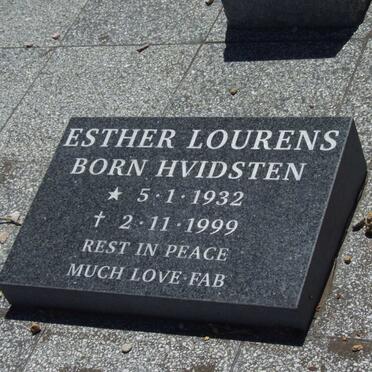 ESTHER LOURENS
BORN HVIDSTEN
★ 5·1·1932
✝ 2·11·1999
REST IN PEACE
MUCH LOVE·FAB